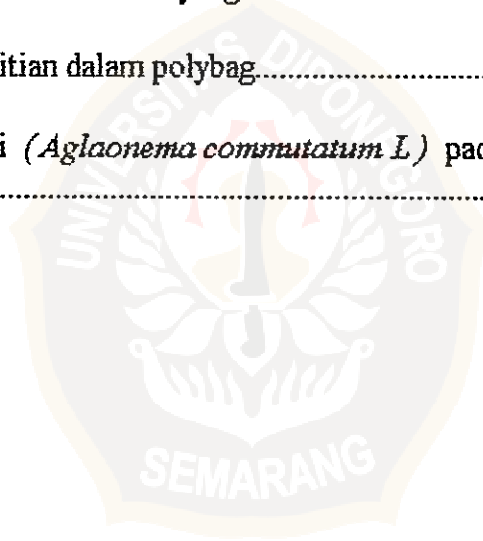 itian dalam polybag..............................
i (Aglaonema commutatum L) pad
..........................................................
UNIVERSITAS DIPONEGORO
SEMARANG